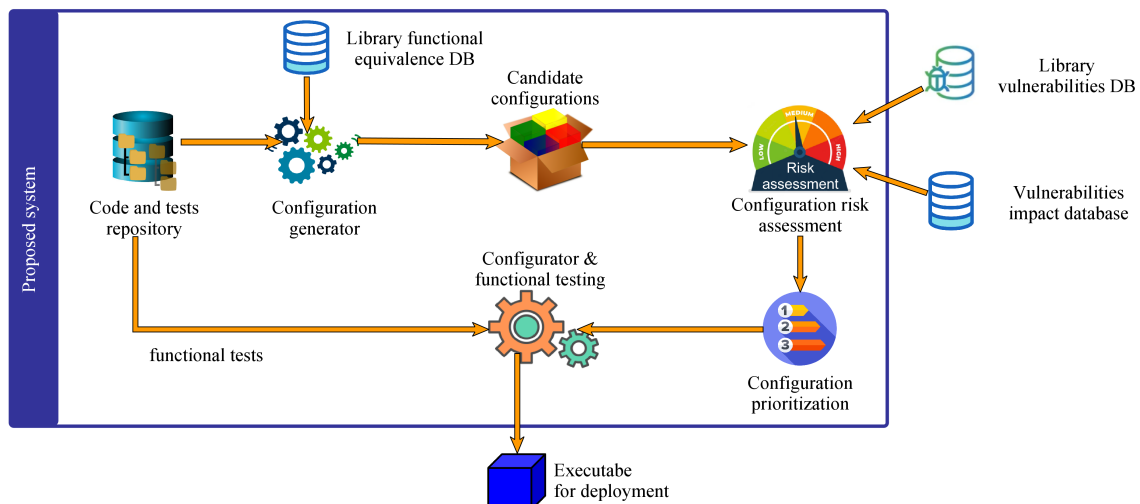 Proposed system
Library functional
equivalence DB
Candidate
configurations
Library
vulnerabilities DB
LOW
MEDIUM
HIGH
Risk
assessment
Code and tests
repository
Configuration
generator
Configuration risk
assessment
Vulnerabilities
impact database
Configurator &
functional testing
functional tests
1
2
3
Configuration
prioritization
Executabe
for deployment